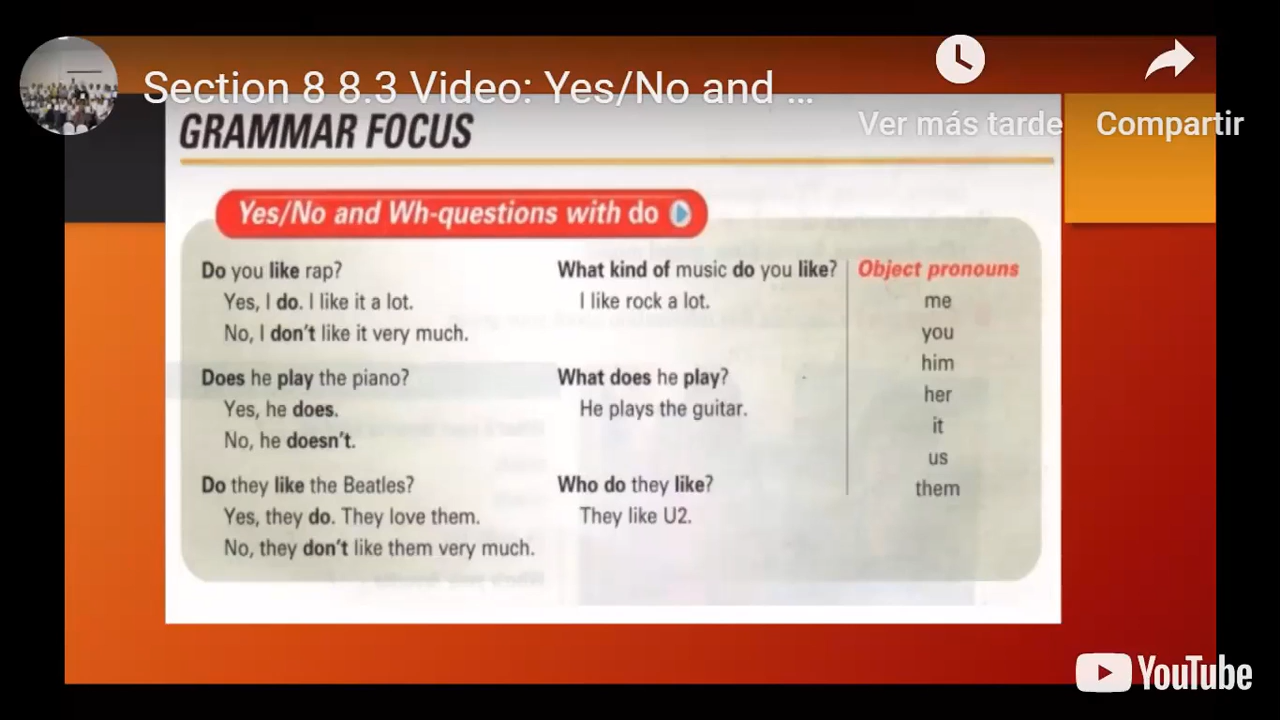 Section 8 8.3 Video: Yes/No and ...
Ver más tarde
Compartir
GRAMMAR FOCUS
Yes/No and Wh-questions with do
Do you like rap?
Yes, I do. I like it a lot.
No, I don't like it very much.
Does he play the piano?
Yes, he does.
No, he doesn't.
Do they like the Beatles?
Yes, they do. They love them.
No, they don't like them very much.
What kind of music do you like?
I like rock a lot.
What does he play?
He plays the guitar.
Who do they like?
They like U2.
Object pronouns
me
you
him
her
it
us
them
YouTube